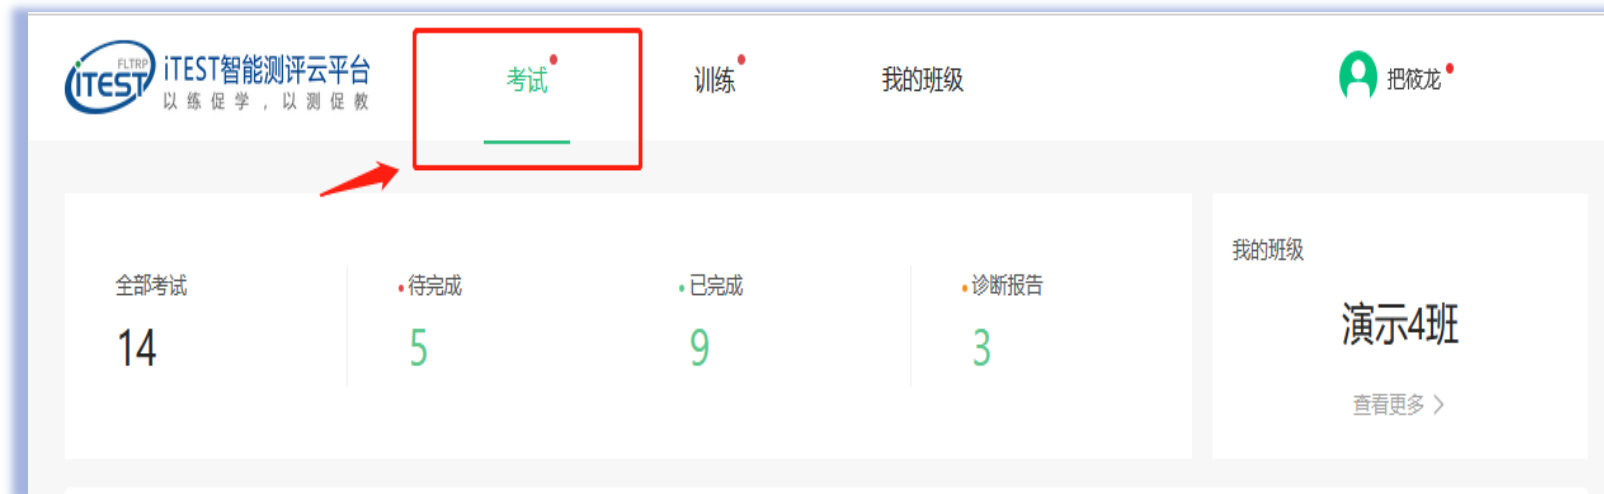 FLTRP
iTEST
iTEST智能测评云平台
以练促学，以测促教
考试
训练
我的班级
把筱龙
全部考试
14
待完成
5
已完成
9
诊断报告
3
我的班级
演示4班
查看更多 >